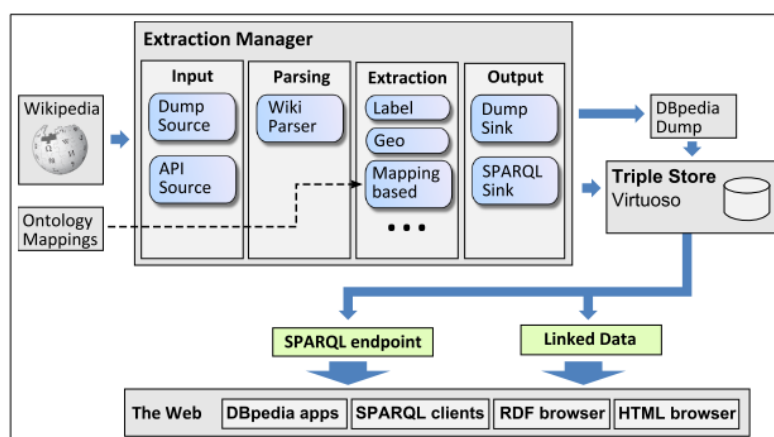 Extraction Manager
Input
Parsing
Extraction
Output
Wikipedia
Dump
Source
API
Source
Wiki
Parser
Label
Geo
Mapping
based
• • •
Dump
Sink
SPARQL
Sink
DBpedia
Dump
Triple Store
Virtuoso
Ontology
Mappings
SPARQL endpoint
Linked Data
The Web
DBpedia apps
SPARQL clients
RDF browser
HTML browser